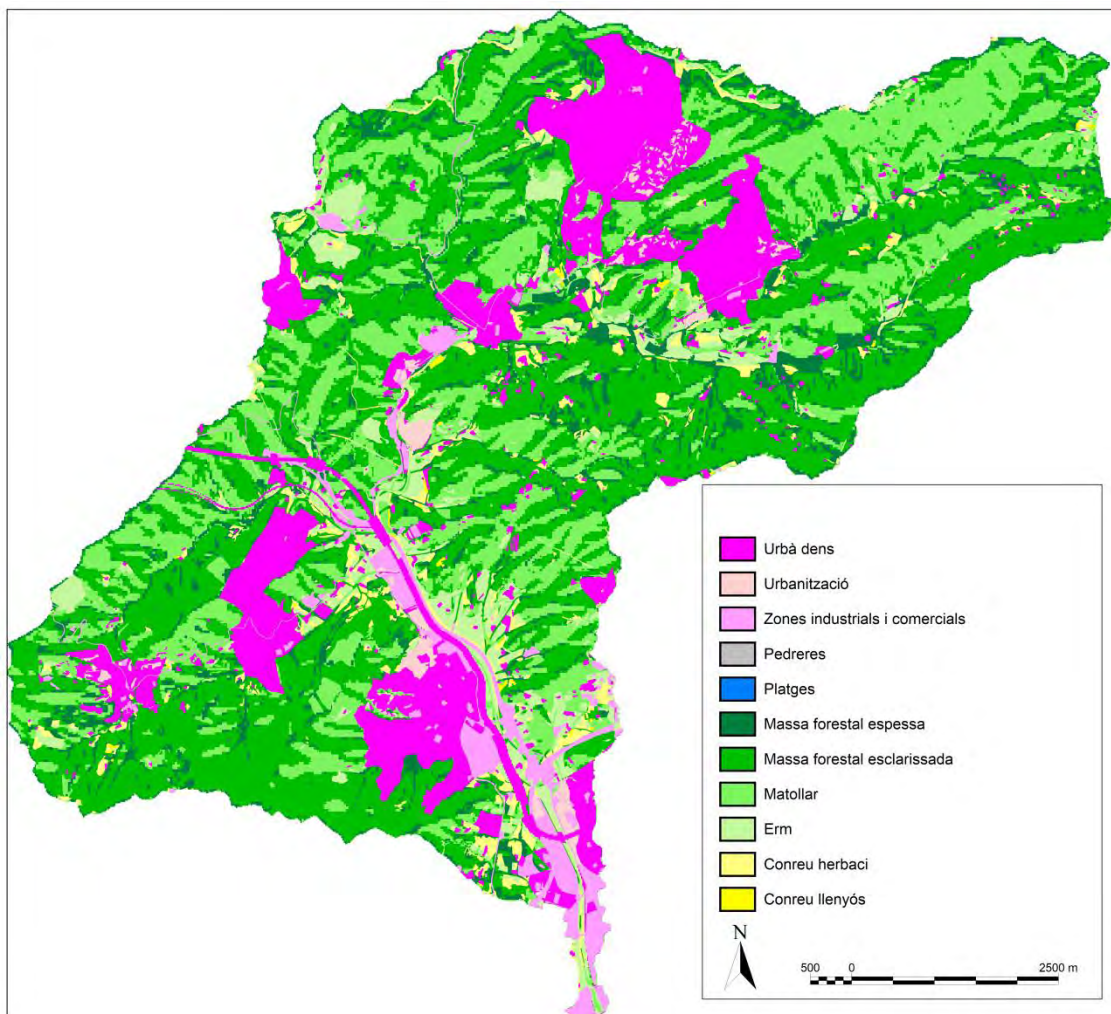 Urbà dens
Urbanització
Zones industrials i comercials
Pedreres
Platges
Massa forestal espessa
Massa forestal esclarissada
Matollar
Erm
Conreu herbaci
Conreu llenyós
N
500 0 2500 m